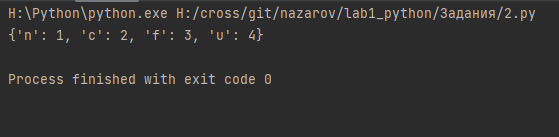 H:\Python\python.exe H:/cross/git/nazarov/lab1_python/Задания/2.py
{'n': 1, 'c': 2, 'f': 3, 'u': 4}
Process finished with exit code 0